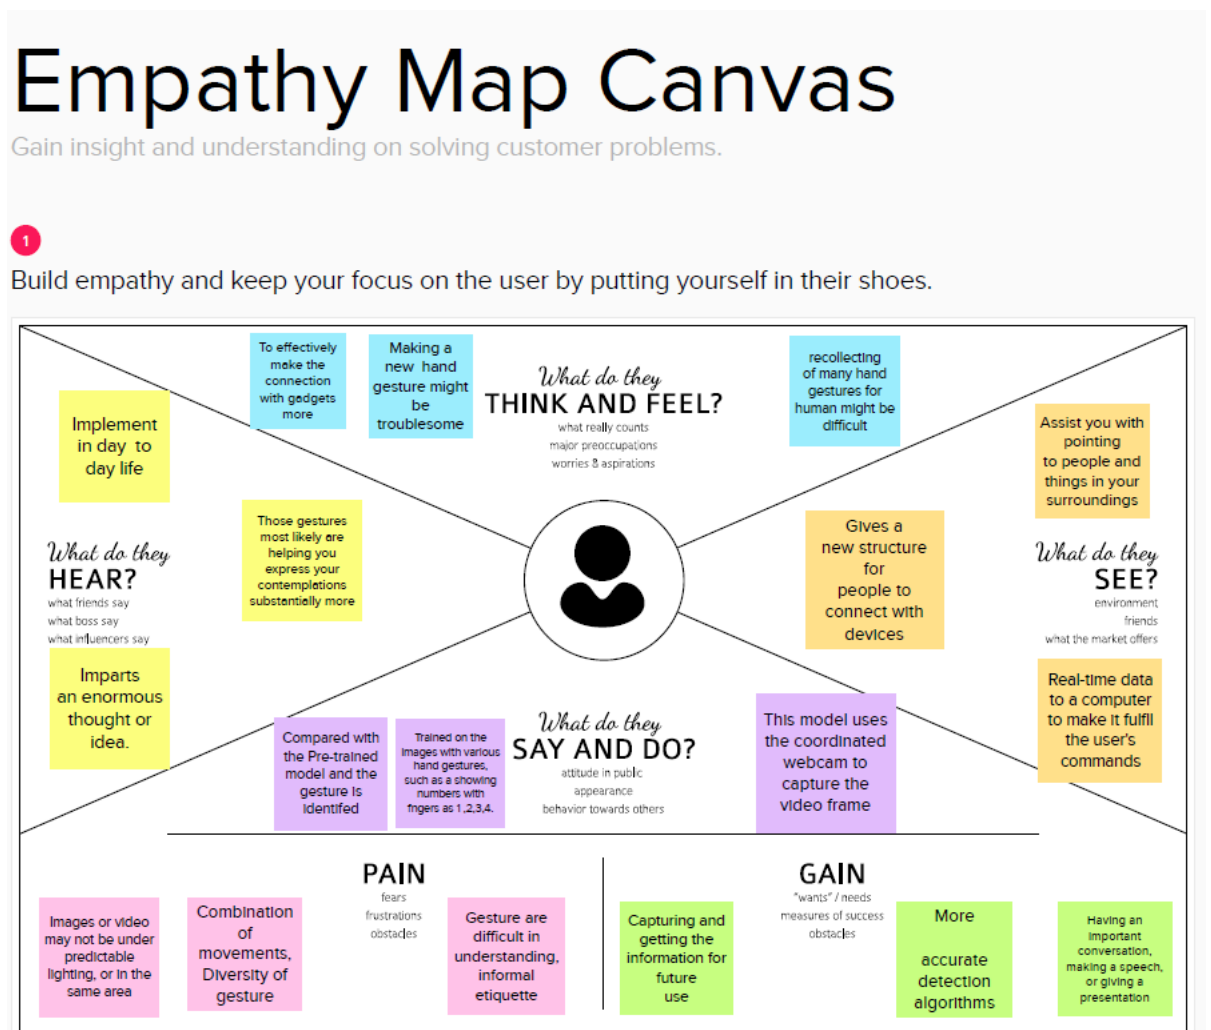 Empathy Map Canvas
Gain insight and understanding on solving customer problems.
1
Build empathy and keep your focus on the user by putting yourself in their shoes.
To effectively
make the
connection
with gadgets
more
Making a
new hand
gesture might
be
troublesome
What do they
THINK AND FEEL?
what really counts
major preoccupations
worries & aspirations
recollecting
of many hand
gestures for
human might be
difficult
Implement
in day to
day life
Those gestures
most likely are
helping you
express your
contemplations
substantially more
What do they
HEAR?
what friends say
what boss say
what influencers say
Imparts
an enormous
thought or
idea.
Assist you with
pointing
to people and
things in your
surroundings
Gives a
new structure
for
people to
connect with
devices
What do they
SEE?
environment
friends
what the market offers
Real-time data
to a computer
to make it fulfil
the user's
commands
Compared with
the Pre-trained
model and the
gesture is
identifed
Trained on the
images with various
hand gestures,
such as a showing
numbers with
fngers as 1,2,3,4.
What do they
SAY AND DO?
attitude in public
appearance
behavior towards others
This model uses
the coordinated
webcam to
capture the
video frame
PAIN
fears
frustrations
obstacles
Images or video
may not be under
predictable
lighting, or in the
same area
Combination
of
movements,
Diversity of
gesture
Gesture are
difficult in
understanding,
informal
etiquette
GAIN
"wants" / needs
measures of success
obstacles
Capturing and
getting the
information for
future
use
More
accurate
detection
algorithms
Having an
important
conversation,
making a speech,
or giving a
presentation